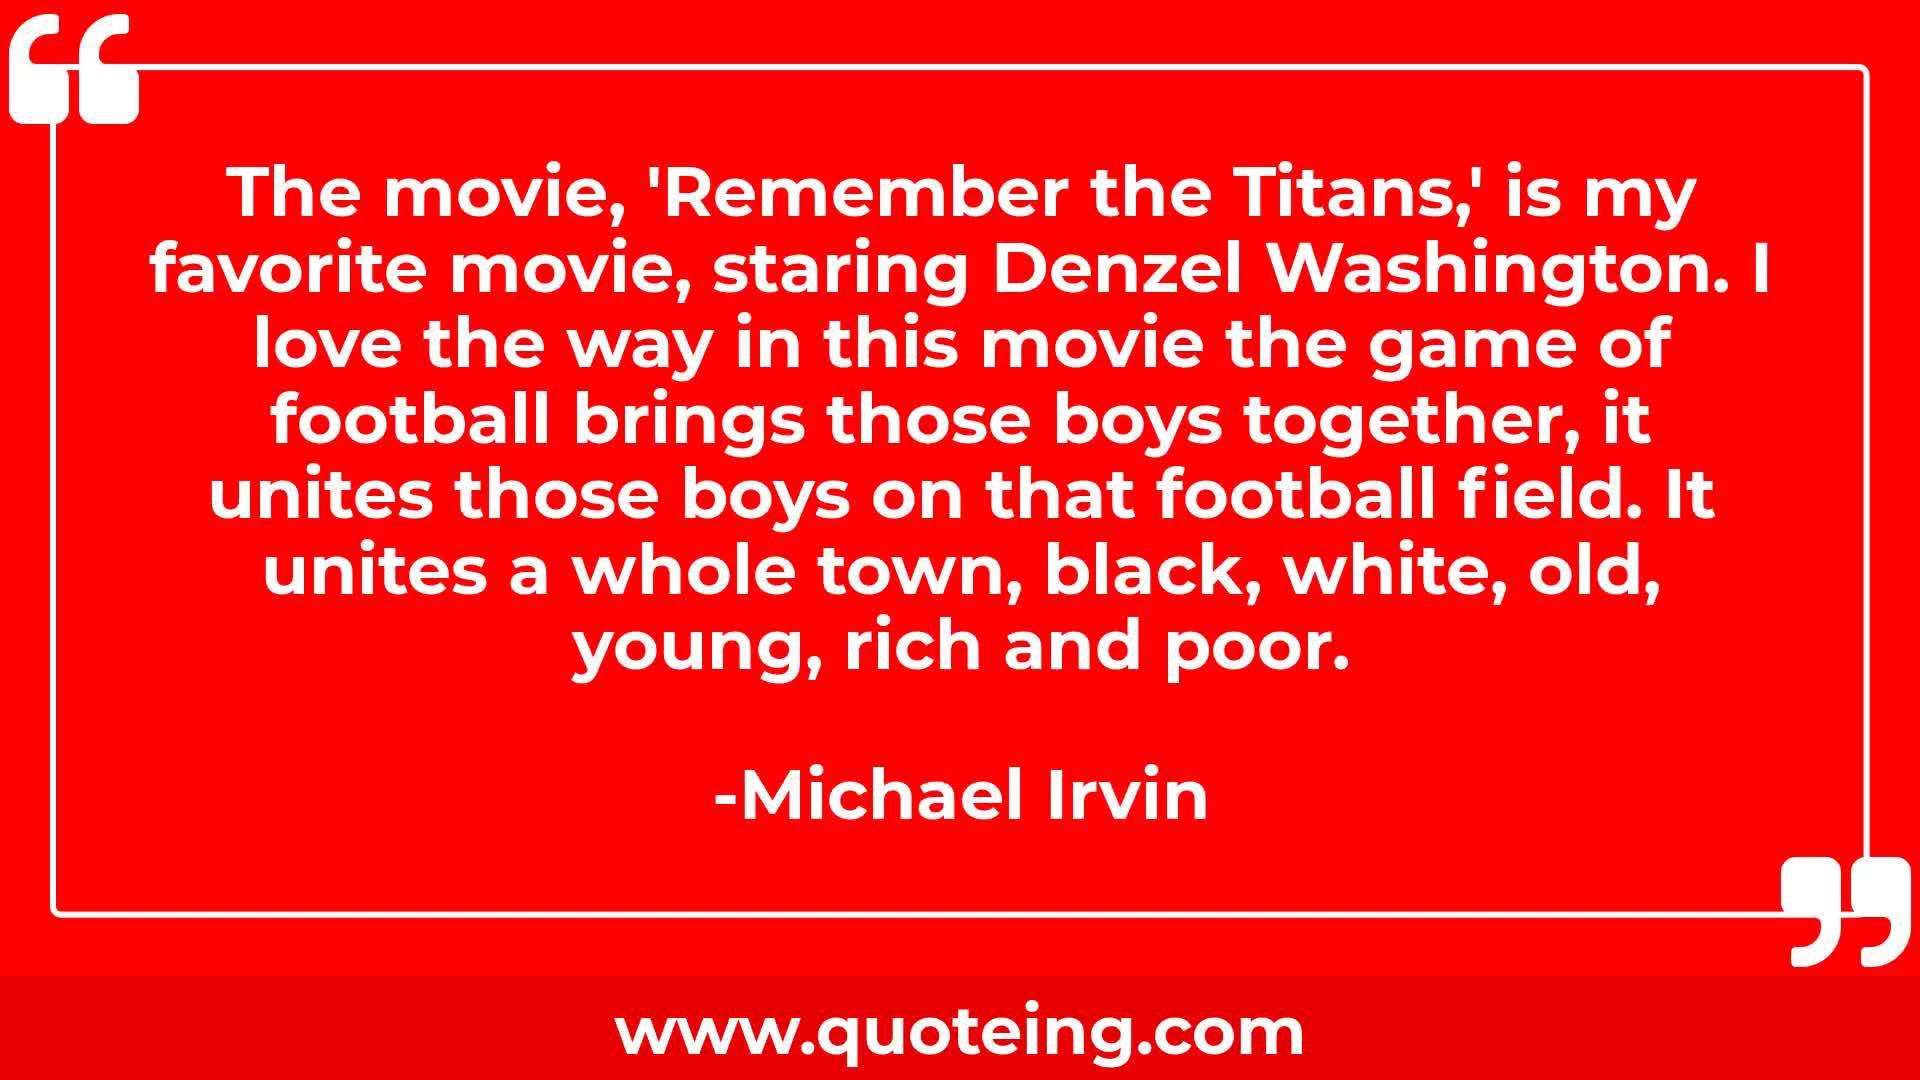 The movie, 'Remember the Titans,' is my
favorite movie, staring Denzel Washington. I
love the way in this movie the game of
football brings those boys together, it
unites those boys on that football field. It
unites a whole town, black, white, old,
young, rich and poor.
-Michael Irvin
www.quoteing.com